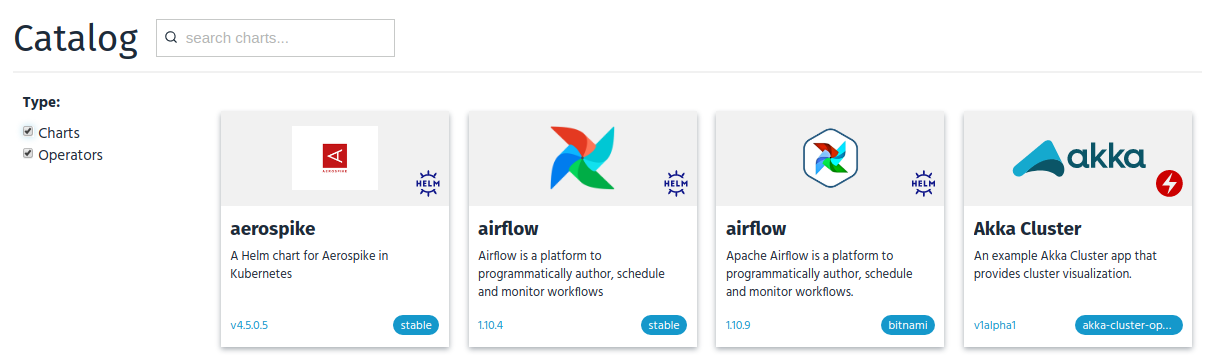 Catalog
search charts...
Type:
Charts
Operators
AEROSPIKE
HELM
aerospike
A Helm chart for Aerospike in
Kubernetes
v4.5.0.5
stable
HELM
airflow
Airflow is a platform to
programmatically author, schedule
and monitor workflows
1.10.4
stable
HELM
airflow
Apache Airflow is a platform to
programmatically author, schedule
and monitor workflows.
1.10.9
bitnami
akka
Akka Cluster
An example Akka Cluster app that
provides cluster visualization.
v1alpha1
akka-cluster-op...